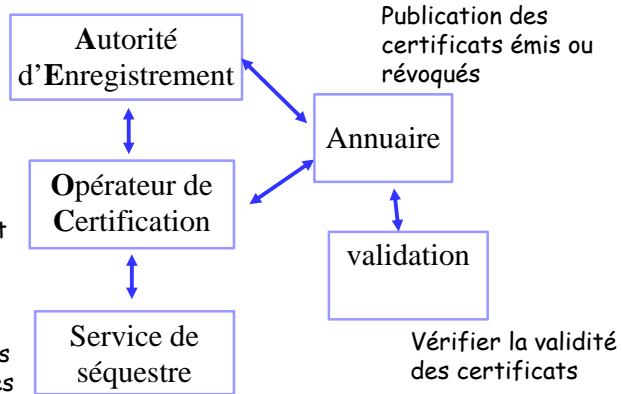 Publication des
certificats émis ou
révoqués
Autorité
d'Enregistrement
Annuaire
Opérateur de
Certification
validation
Service de
séquestre
Vérifier la validité
des certificats